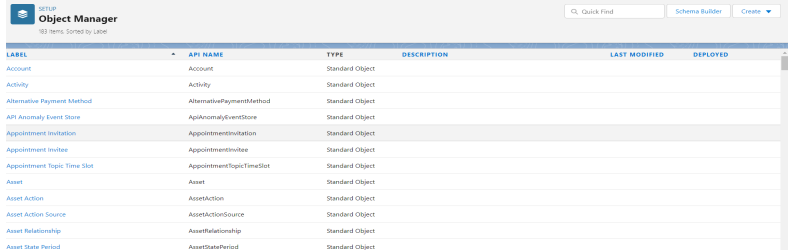 SETUP
Object Manager
183 Items, Sorted by Label
Quick Find
Schema Builder
Create
LABEL API NAME TYPE DESCRIPTION LAST MODIFIED DEPLOYED
Account Account Standard Object
Activity Activity Standard Object
Alternative Payment Method AlternativePaymentMethod Standard Object
API Anomaly Event Store ApiAnomalyEventStore Standard Object
Appointment Invitation AppointmentInvitation Standard Object
Appointment Invitee AppointmentInvitee Standard Object
Appointment Topic Time Slot AppointmentTopicTimeSlot Standard Object
Asset Asset Standard Object
Asset Action AssetAction Standard Object
Asset Action Source AssetActionSource Standard Object
Asset Relationship AssetRelationship Standard Object
Asset State Period AssetStatePeriod Standard Object